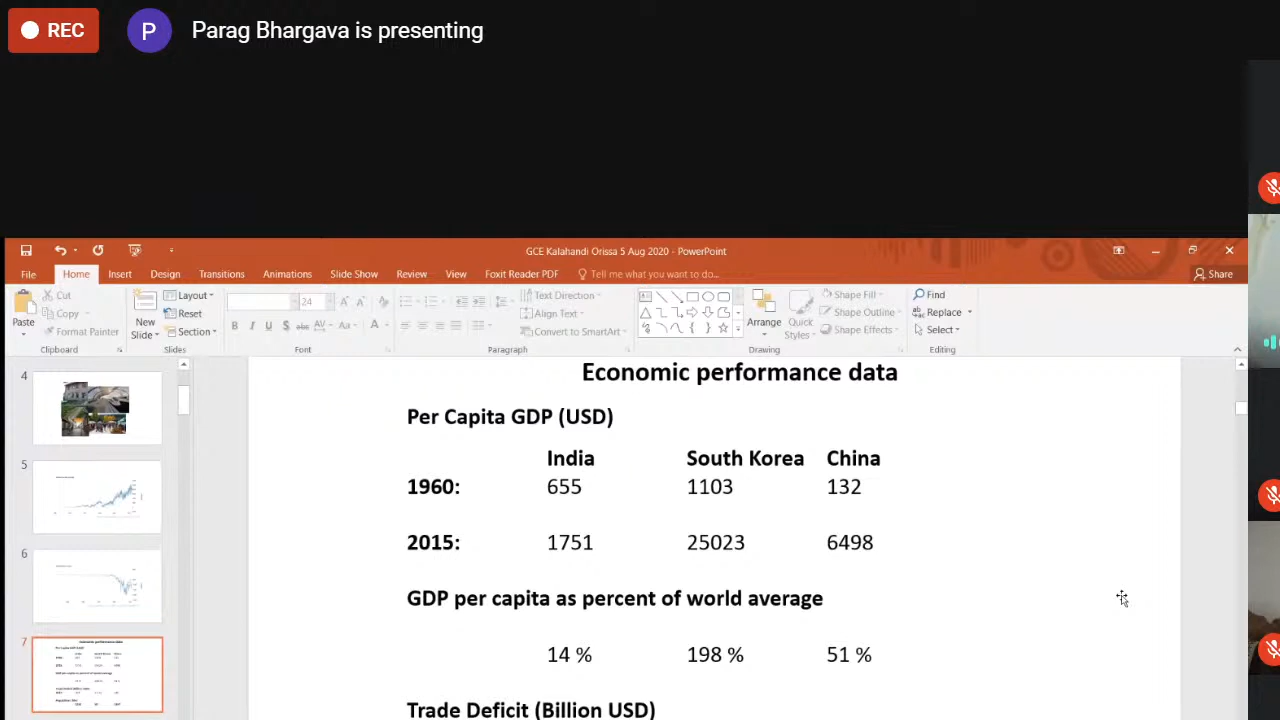 REC
P
Parag Bhargava is presenting
GCE Kalahandi Orissa 5 Aug 2020 - PowerPoint
File Home Insert Design Transitions Animations Slide Show Review View Foxit Reader PDF Tell me what you want to do... Share
Paste
Cut
Copy
Format Painter
Clipboard
New Slide
Layout
Reset
Section
Slides
24
B I U S abc AV Aa A
Font
Text Direction
Align Text
Convert to SmartArt
Paragraph
Arrange
Quick Styles
Shape Fill
Shape Outline
Shape Effects
Drawing
Find
Replace
Select
Editing
4
5
6
7
Economic performance data
Per Capita GDP (USD)
India South Korea China
1960: 655 1103 132
2015: 1751 25023 6498
GDP per capita as percent of world average
14 % 198 % 51 %
Trade Deficit (Billion USD)